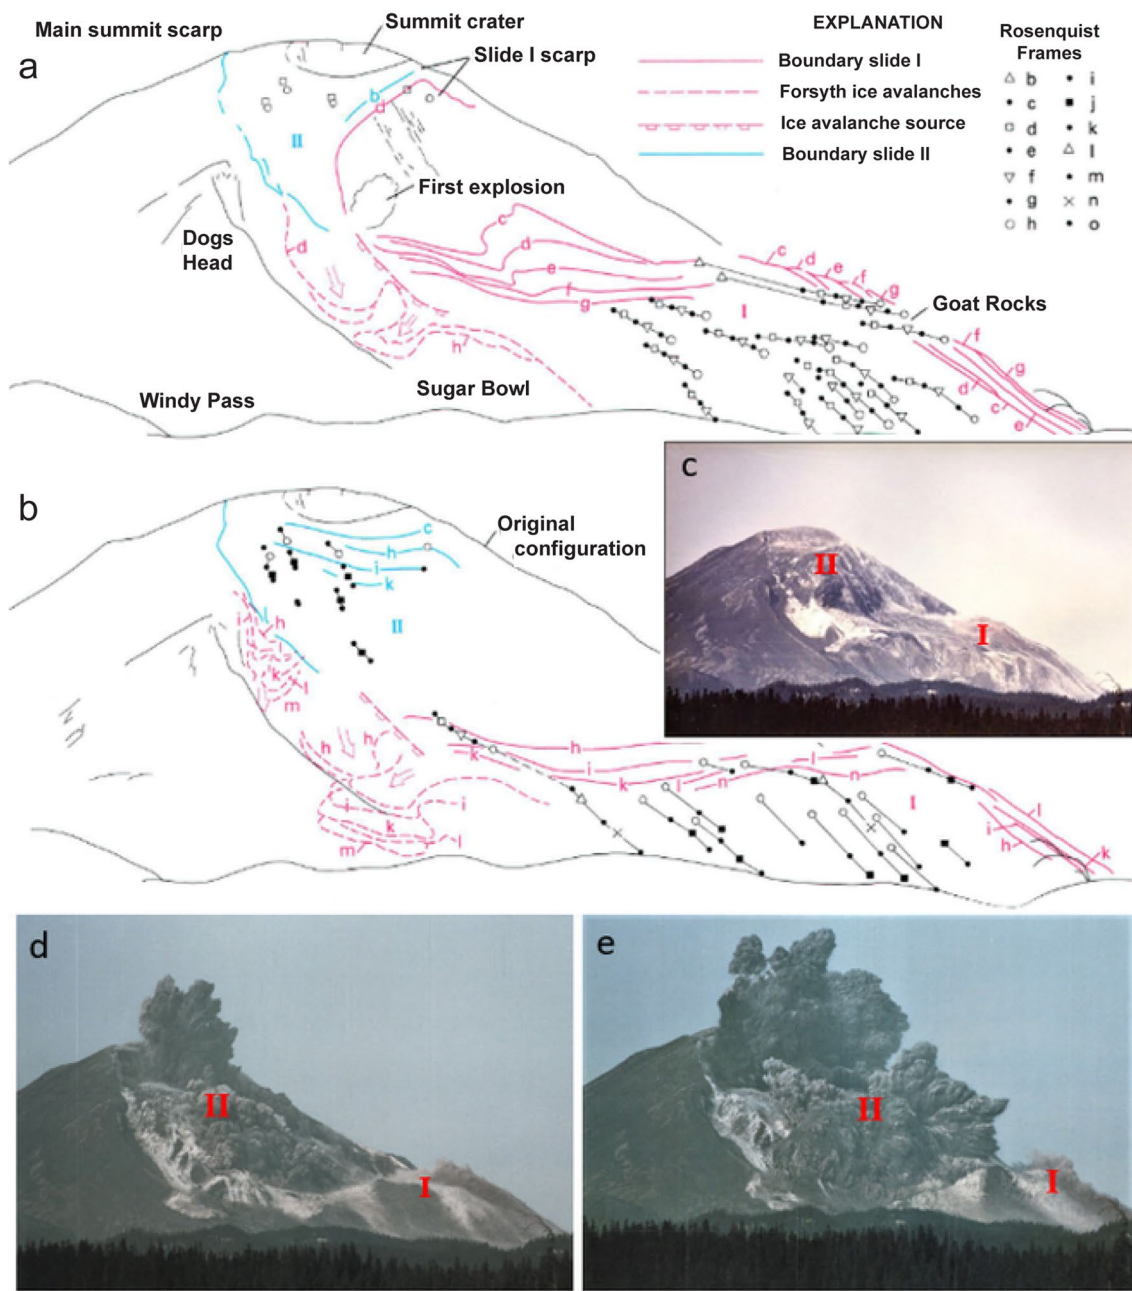 Main summit scarp
Summit crater
Slide I scarp
EXPLANATION
Boundary slide I
Forsyth ice avalanches
Ice avalanche source
Boundary slide II
Rosenquist
Frames
b
i
c
j
d
k
e
l
f
m
g
n
h
o
a
b
d
II
First explosion
Dogs
Head
d
c
d
e
f
g
I
c
d
e
f
g
Goat Rocks
f
g
d
c
e
h
Sugar Bowl
Windy Pass
b
Original
configuration
c
h
i
k
II
i
l
h
l
k
l
m
h
h
i
i
k
m
l
h
k
i
k
l
l
n
n
I
l
i
h
k
c
II
I
d
II
I
e
II
I